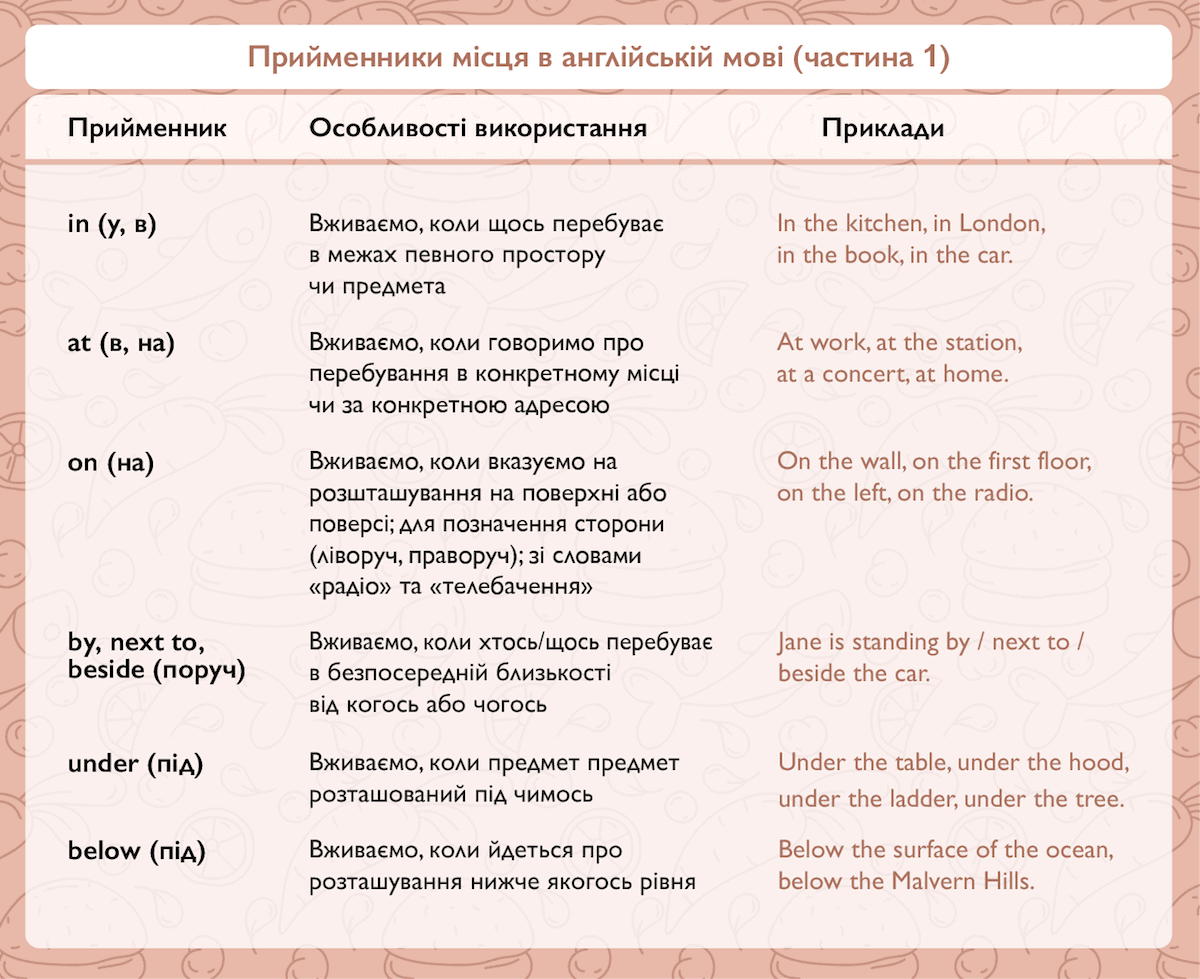 Прийменники місця в англійській мові (частина 1)
Прийменник
Особливості використання
Приклади
in (у, в)
Вживаємо, коли щось перебуває
в межах певного простору
чи предмета
In the kitchen, in London,
in the book, in the car.
at (в, на)
Вживаємо, коли говоримо про
перебування в конкретному місці
чи за конкретною адресою
At work, at the station,
at a concert, at home.
on (на)
Вживаємо, коли вказуємо на
розшташування на поверхні або
поверсі; для позначення сторони
(ліворуч, праворуч); зі словами
«радіо» та «телебачення»
On the wall, on the first floor,
on the left, on the radio.
by, next to,
beside (поруч)
Вживаємо, коли хтось/щось перебуває
в безпосередній близькості
від когось або чогось
Jane is standing by / next to /
beside the car.
under (під)
Вживаємо, коли предмет предмет
розташований під чимось
Under the table, under the hood,
under the ladder, under the tree.
below (під)
Вживаємо, коли йдеться про
розташування нижче якогось рівня
Below the surface of the ocean,
below the Malvern Hills.